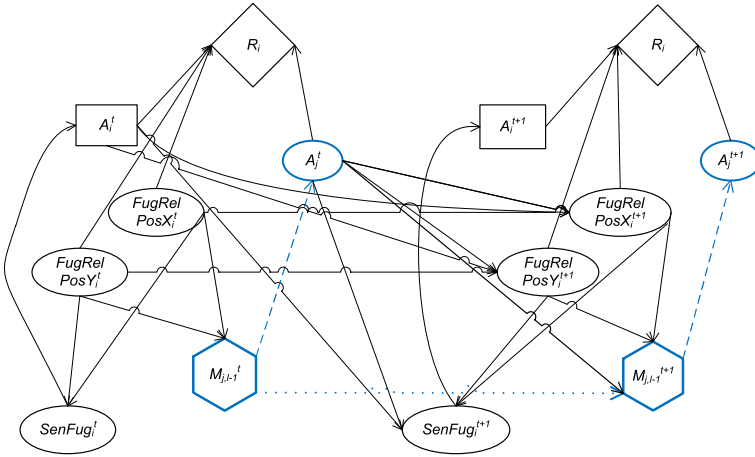 R_i
R_i
A_i^t
A_i^{t+1}
A_j^t
A_j^{t+1}
FugRel
PosX_i^t
FugRel
PosX_i^{t+1}
FugRel
PosY_i^t
FugRel
PosY_i^{t+1}
M_{j,l-1}^t
M_{j,l-1}^{t+1}
SenFug_i^t
SenFug_i^{t+1}